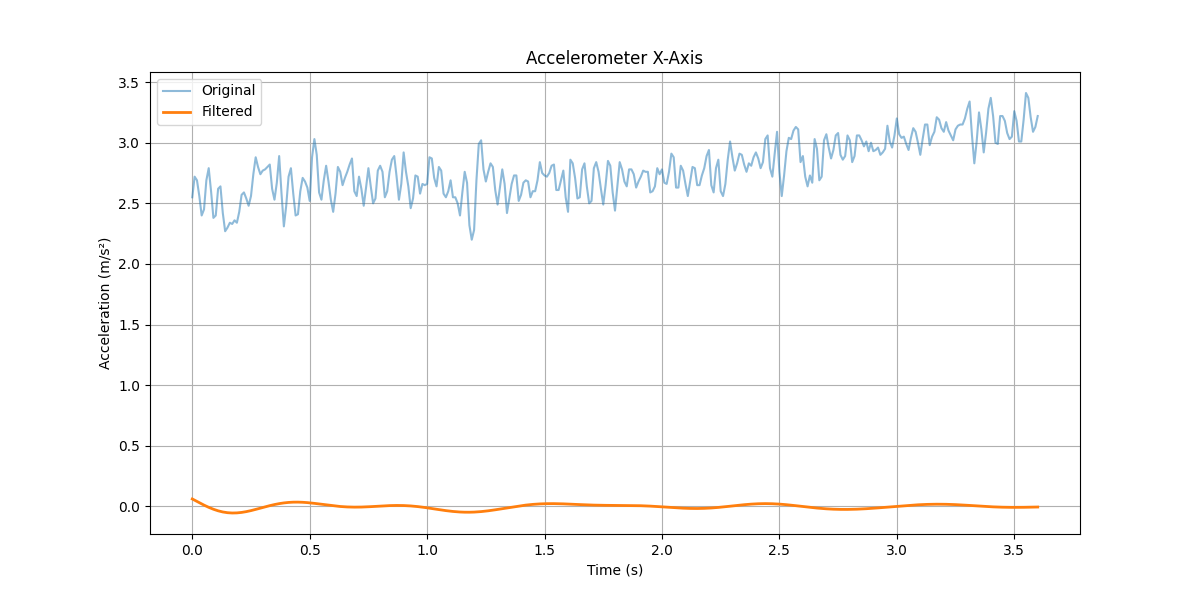 Accelerometer X-Axis
Original
Filtered
3.5
3.0
2.5
2.0
1.5
1.0
0.5
0.0
Acceleration (m/s²)
0.0 0.5 1.0 1.5 2.0 2.5 3.0 3.5
Time (s)